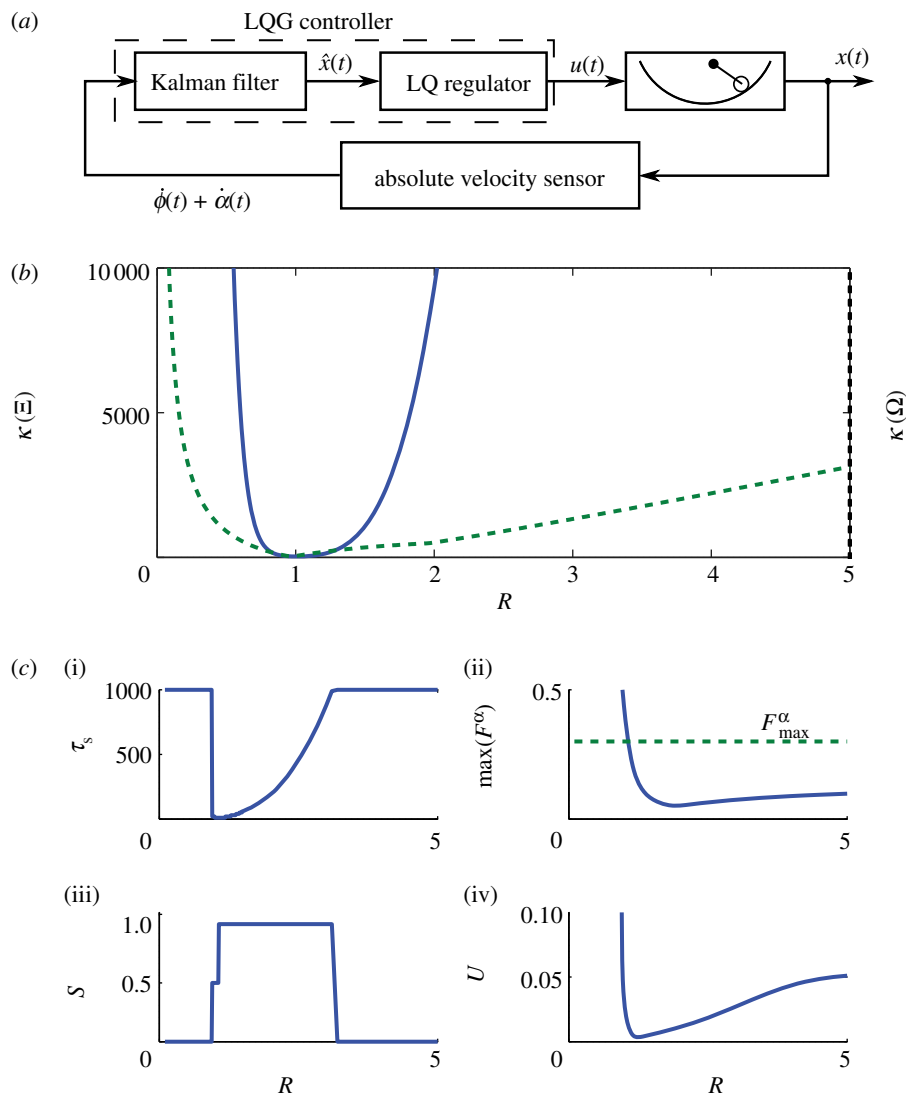 (a)
LQG controller
Kalman filter
x̂(t)
LQ regulator
u(t)
x(t)
absolute velocity sensor
ϕ̇(t) + α̇(t)
(b)
10 000
5000
κ(Ξ)
κ(Ω)
0 1 2 3 4 5
R
(c) (i)
1000
500
τs
0 5
(ii)
0.5
max(F^α)
F^α_max
0 5
(iii)
1.0
0.5
S
0 5
R
(iv)
0.10
0.05
U
0 5
R